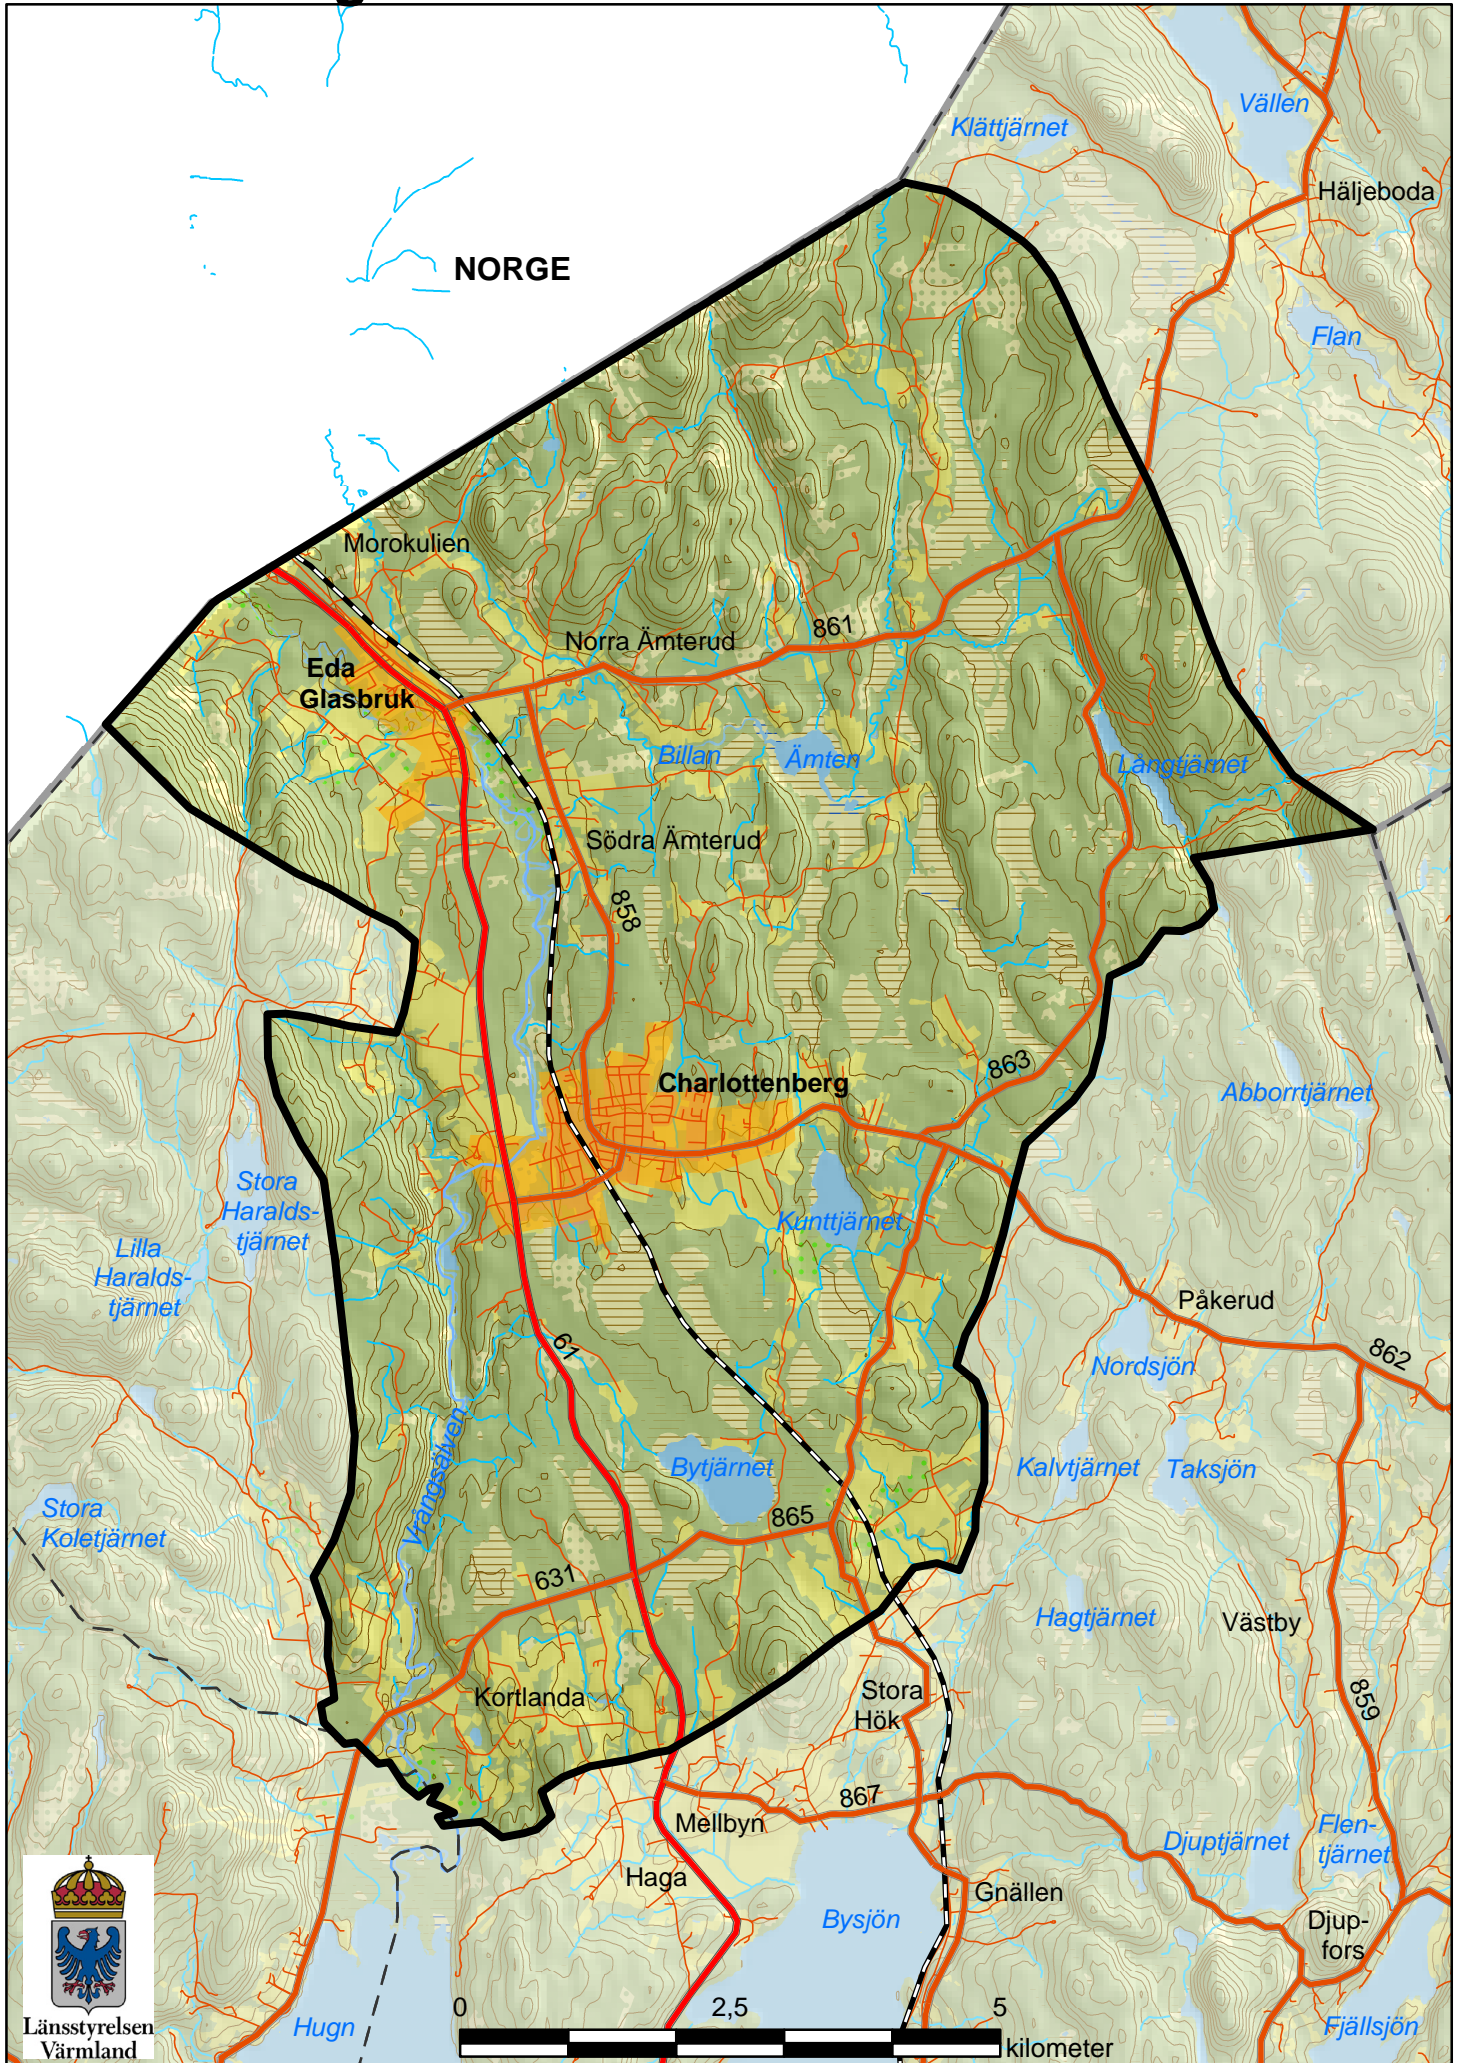 Vällen
Klättjärnet
Häljeboda
NORGE
Flan
Morokulien
861
Norra Ämterud
Eda
Glasbruk
Billan
Ämten
Långtjärnet
Södra Ämterud
858
863
Charlottenberg
Abborrtjärnet
Stora
Haralds-
tjärnet
Kunttjärnet
Lilla
Haralds-
tjärnet
Påkerud
61
862
Nordsjön
Vrångsälven
Bytjärnet
Kalvtjärnet
Taksjön
Stora
Koletjärnet
865
631
Hagtjärnet
Västby
Kortlanda
Stora
Hök
859
867
Mellbyn
Djuptjärnet
Flen-
tjärnet
Haga
Gnällen
Bysjön
Djup-
fors
0
2,5
5
kilometer
Hugn
Fjällsjön
Länsstyrelsen
Värmland